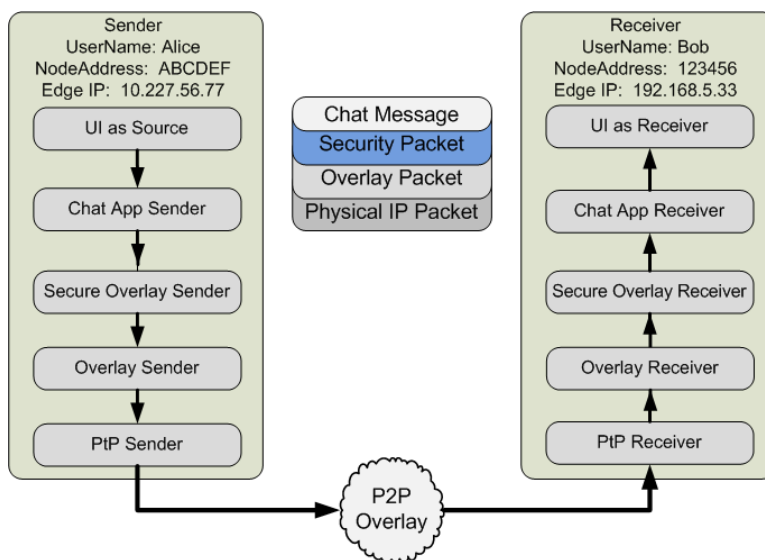 Sender
UserName: Alice
NodeAddress: ABCDEF
Edge IP: 10.227.56.77
UI as Source
Chat App Sender
Secure Overlay Sender
Overlay Sender
PtP Sender
Chat Message
Security Packet
Overlay Packet
Physical IP Packet
P2P
Overlay
Receiver
UserName: Bob
NodeAddress: 123456
Edge IP: 192.168.5.33
UI as Receiver
Chat App Receiver
Secure Overlay Receiver
Overlay Receiver
PtP Receiver